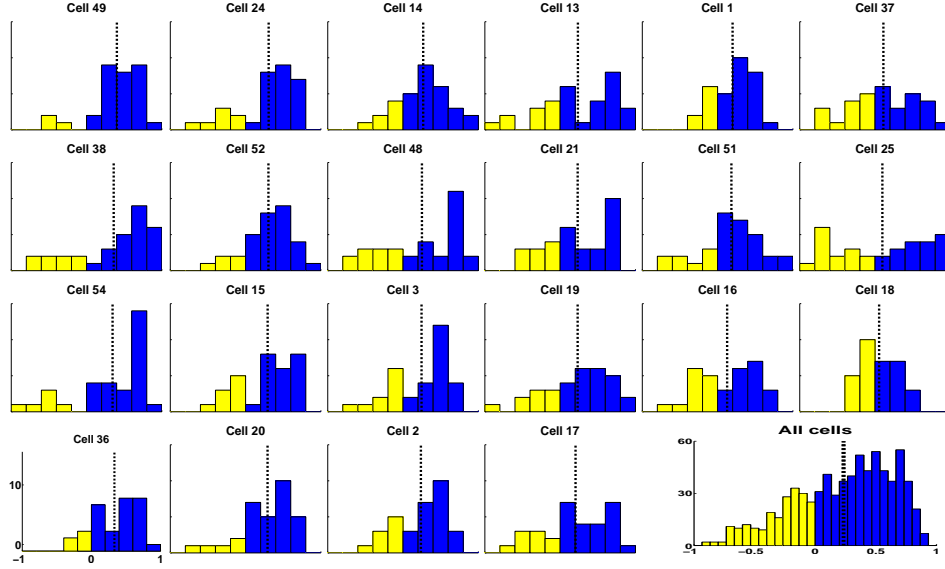 Cell 49 Cell 24 Cell 14 Cell 13 Cell 1 Cell 37
Cell 38 Cell 52 Cell 48 Cell 21 Cell 51 Cell 25
Cell 54 Cell 15 Cell 3 Cell 19 Cell 16 Cell 18
Cell 36 Cell 20 Cell 2 Cell 17 All cells
10
0
−1 0 1
60
30
0
−1 −0.5 0 0.5 1